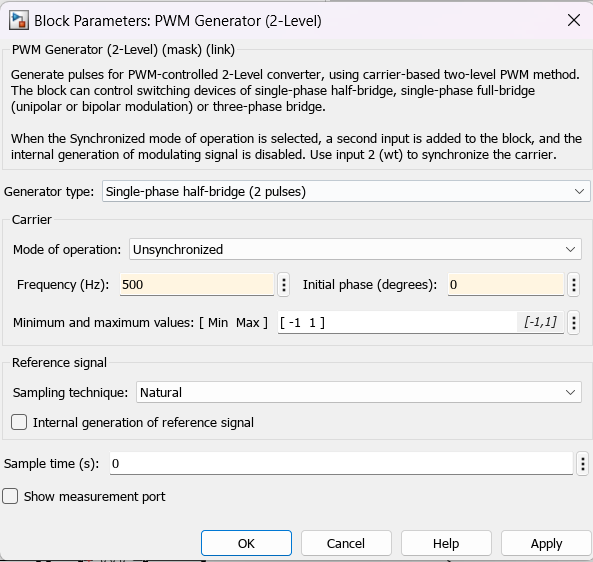 Block Parameters: PWM Generator (2-Level)
PWM Generator (2-Level) (mask) (link)
Generate pulses for PWM-controlled 2-Level converter, using carrier-based two-level PWM method.
The block can control switching devices of single-phase half-bridge, single-phase full-bridge
(unipolar or bipolar modulation) or three-phase bridge.
When the Synchronized mode of operation is selected, a second input is added to the block, and the
internal generation of modulating signal is disabled. Use input 2 (wt) to synchronize the carrier.
Generator type: Single-phase half-bridge (2 pulses)
Carrier
Mode of operation: Unsynchronized
Frequency (Hz): 500 Initial phase (degrees): 0
Minimum and maximum values: [ Min Max ] [ -1 1 ] [-1,1]
Reference signal
Sampling technique: Natural
Internal generation of reference signal
Sample time (s): 0
Show measurement port
OK Cancel Help Apply